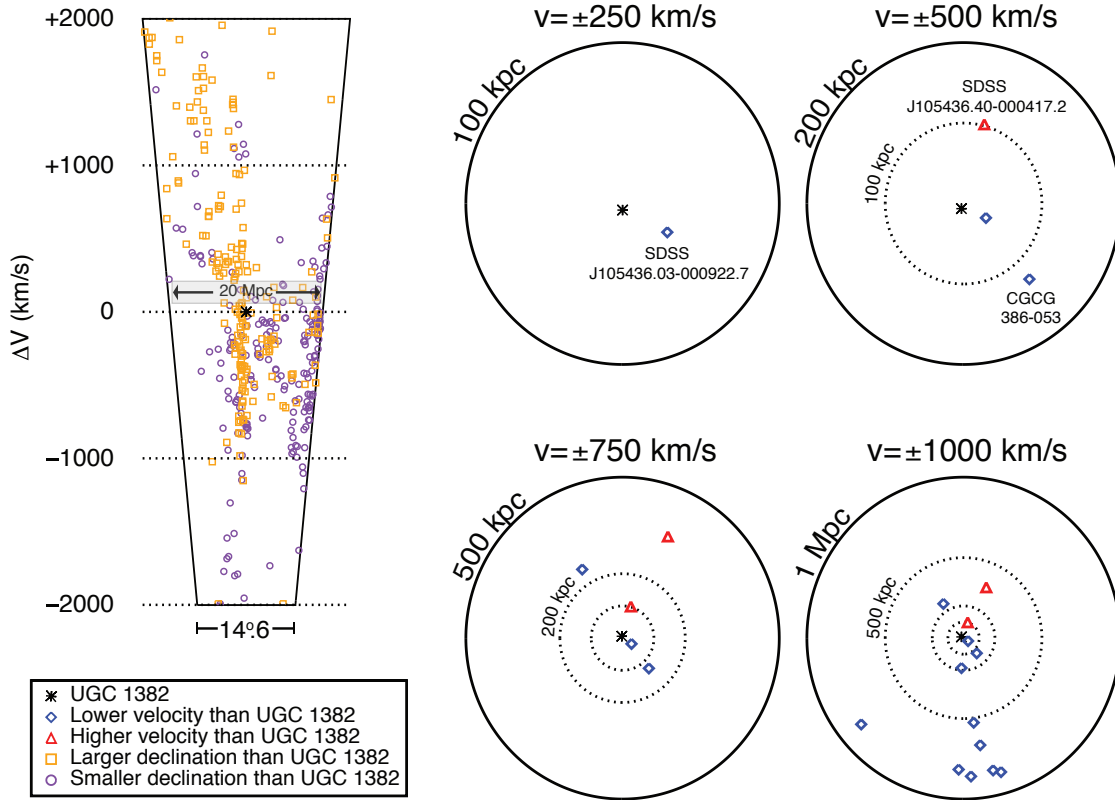 +2000
+1000
0
−1000
−2000
ΔV (km/s)
20 Mpc
14°6
UGC 1382
Lower velocity than UGC 1382
Higher velocity than UGC 1382
Larger declination than UGC 1382
Smaller declination than UGC 1382
v=±250 km/s
100 kpc
SDSS
J105436.03-000922.7
v=±500 km/s
200 kpc
100 kpc
SDSS
J105436.40-000417.2
CGCG
386-053
v=±750 km/s
500 kpc
200 kpc
v=±1000 km/s
1 Mpc
500 kpc